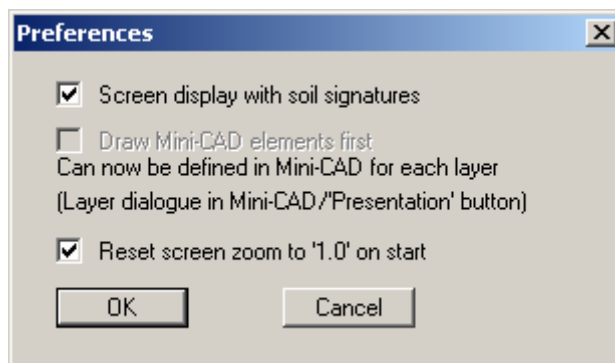 Preferences
Screen display with soil signatures
Draw Mini-CAD elements first
Can now be defined in Mini-CAD for each layer
(Layer dialogue in Mini-CAD/'Presentation' button)
Reset screen zoom to '1.0' on start
OK Cancel